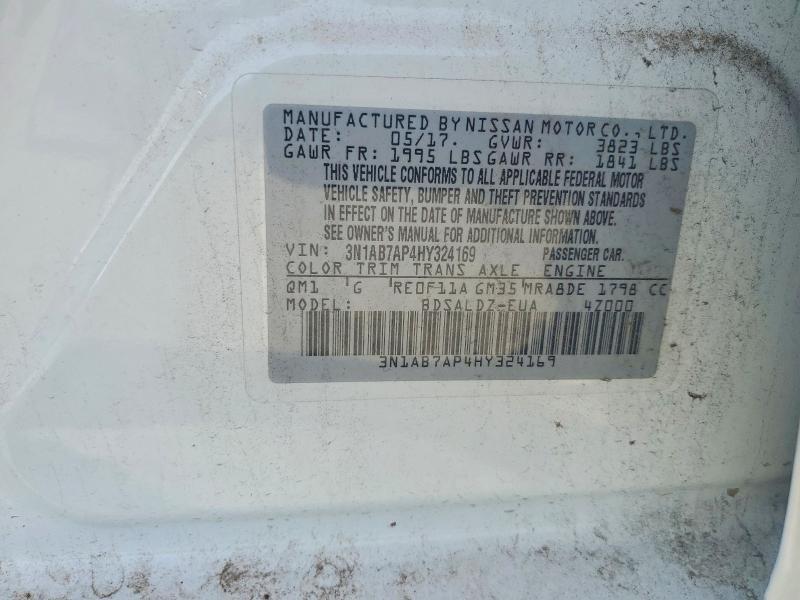 MANUFACTURED BY NISSAN MOTOR CO., LTD.
DATE: 05/17. GVWR: 3823 LBS
GAWR FR: 1995 LBS GAWR RR: 1841 LBS
THIS VEHICLE CONFORMS TO ALL APPLICABLE FEDERAL MOTOR
VEHICLE SAFETY, BUMPER AND THEFT PREVENTION STANDARDS
IN EFFECT ON THE DATE OF MANUFACTURE SHOWN ABOVE.
SEE OWNER'S MANUAL FOR ADDITIONAL INFORMATION.
VIN: 3N1AB7AP4HY324169 PASSENGER CAR.
COLOR TRIM TRANS AXLE ENGINE
QM1 G RE0F11A GM35 MRA8DE 1798 CC
MODEL: BDSALDZ-EUA 4Z000
3N1AB7AP4HY324169